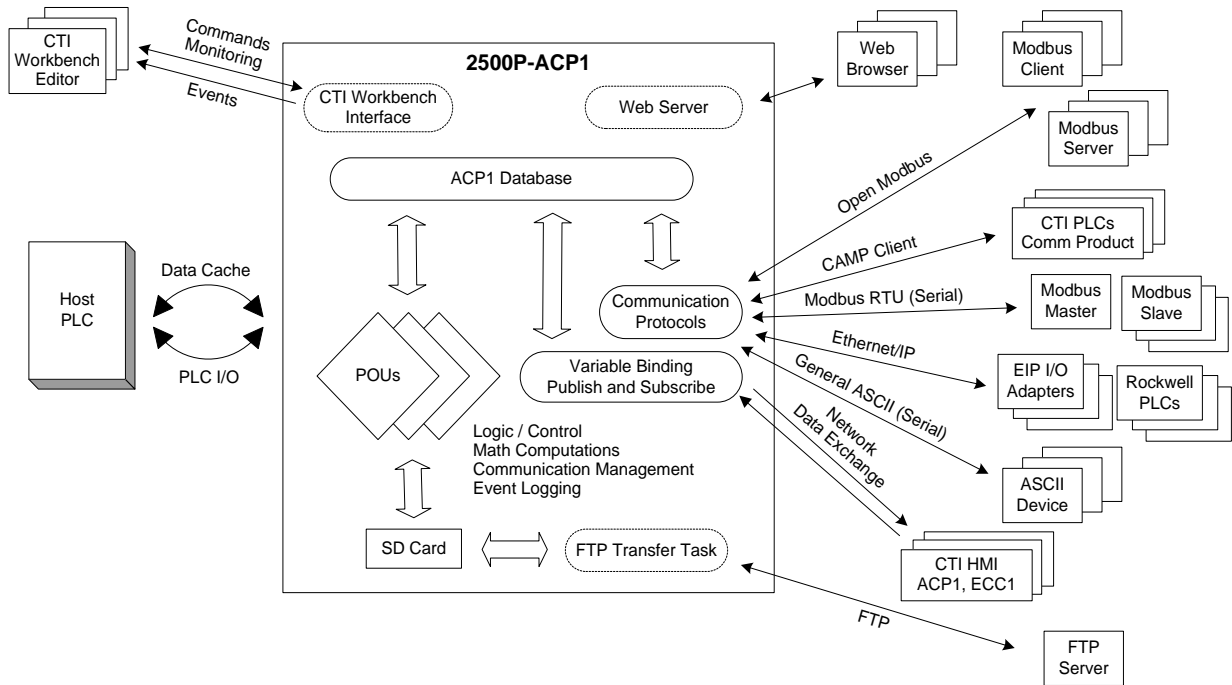 CTI
Workbench
Editor
Commands
Monitoring
Events
2500P-ACP1
CTI Workbench
Interface
Web Server
Web
Browser
Modbus
Client
Modbus
Server
ACP1 Database
Open Modbus
CTI PLCs
Comm Product
CAMP Client
Host
PLC
Data Cache
PLC I/O
Communication
Protocols
Modbus RTU (Serial)
Modbus
Master
Modbus
Slave
Ethernet/IP
POUs
Variable Binding
Publish and Subscribe
General ASCII (Serial)
EIP I/O
Adapters
Rockwell
PLCs
Network
Data Exchange
Logic / Control
Math Computations
Communication Management
Event Logging
ASCII
Device
SD Card
FTP Transfer Task
CTI HMI
ACP1, ECC1
FTP
FTP
Server